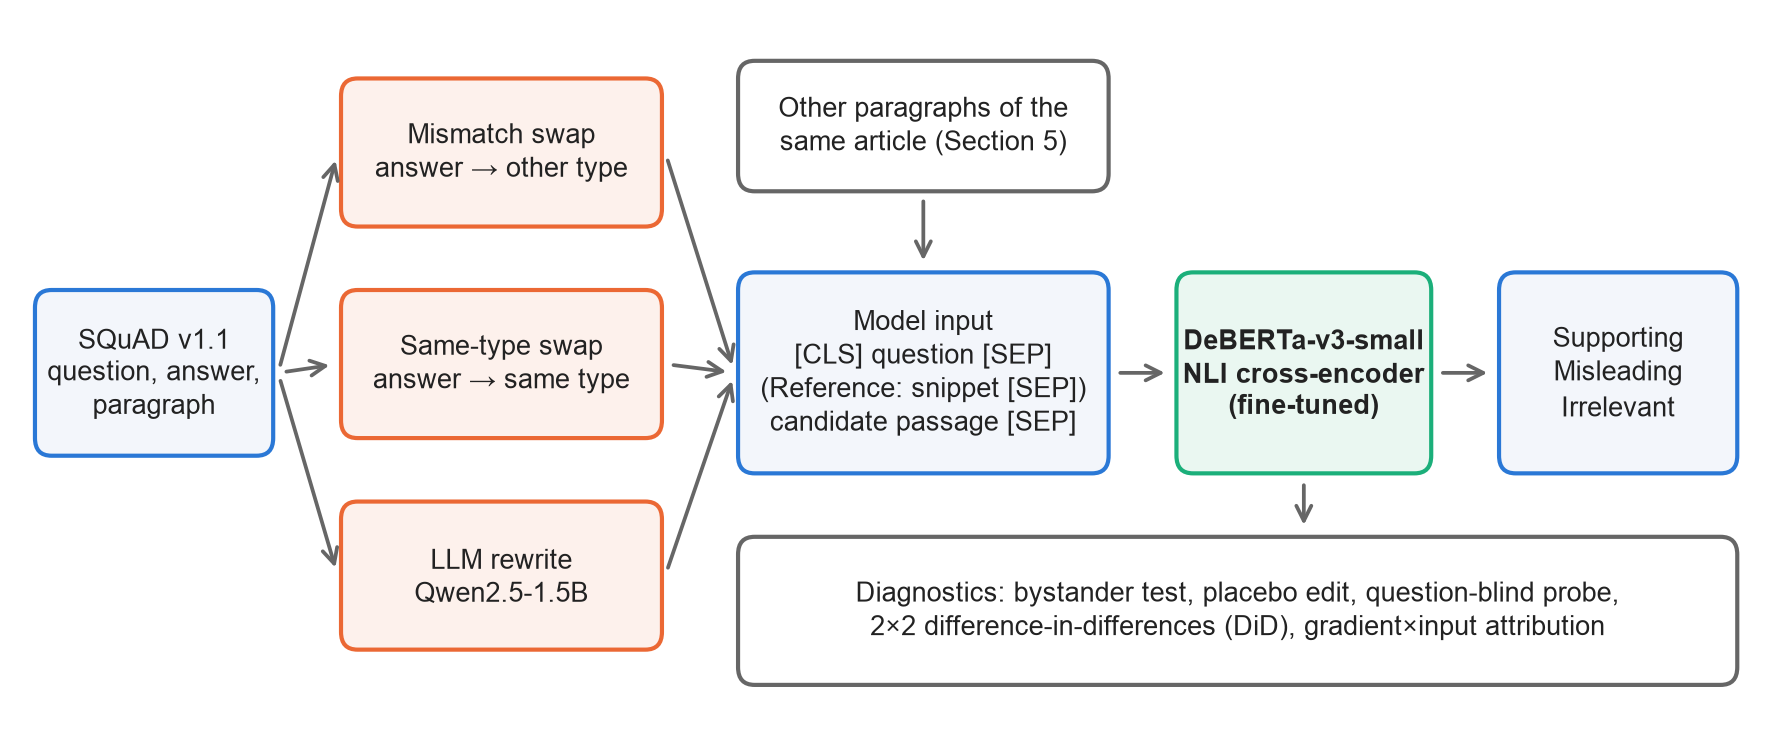 SQuAD v1.1
question, answer,
paragraph
Mismatch swap
answer → other type
Same-type swap
answer → same type
LLM rewrite
Qwen2.5-1.5B
Other paragraphs of the
same article (Section 5)
Model input
[CLS] question [SEP]
(Reference: snippet [SEP])
candidate passage [SEP]
DeBERTa-v3-small
NLI cross-encoder
(fine-tuned)
Supporting
Misleading
Irrelevant
Diagnostics: bystander test, placebo edit, question-blind probe,
2×2 difference-in-differences (DiD), gradient×input attribution